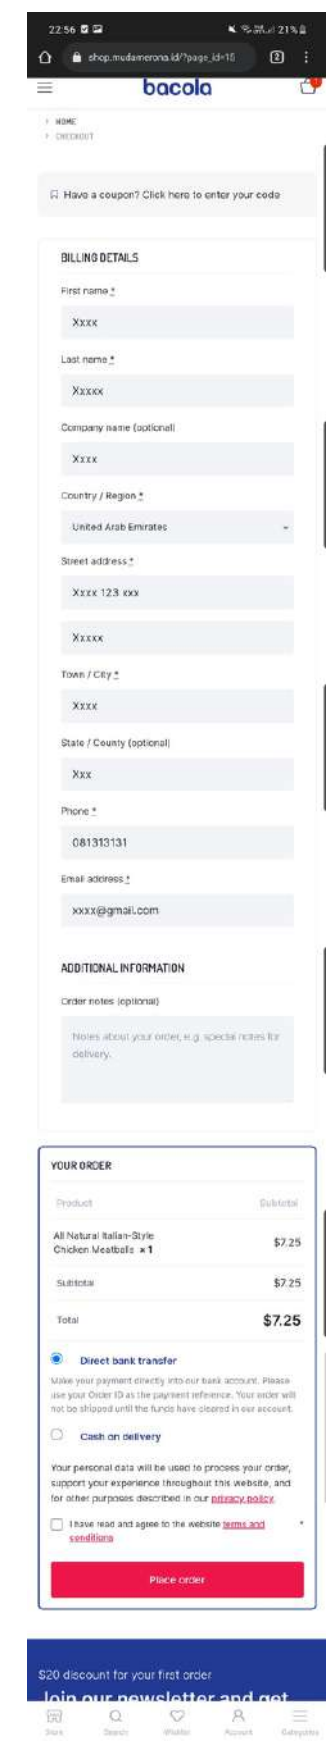 22:56
21%
shop.mudamerona.id/?page_id=15
2
bacola
HOME
CHECKOUT
Have a coupon? Click here to enter your code
BILLING DETAILS
First name *
Xxxx
Last name *
Xxxxx
Company name (optional)
Xxxx
Country / Region *
United Arab Emirates
Street address *
Xxxx 123 xxx
Xxxxx
Town / City *
Xxxx
State / County (optional)
Xxx
Phone *
081313131
Email address *
xxxx@gmail.com
ADDITIONAL INFORMATION
Order notes (optional)
Notes about your order, e.g. special notes for
delivery.
YOUR ORDER
Product Subtotal
All Natural Italian-Style
Chicken Meatballs × 1 $7.25
Subtotal $7.25
Total $7.25
Direct bank transfer
Make your payment directly into our bank account. Please
use your Order ID as the payment reference. Your order will
not be shipped until the funds have cleared in our account.
Cash on delivery
Your personal data will be used to process your order,
support your experience throughout this website, and
for other purposes described in our privacy policy.
I have read and agree to the website terms and *
conditions
Place order
$20 discount for your first order
Join our newsletter and get
Store Search Wishlist Account Categories